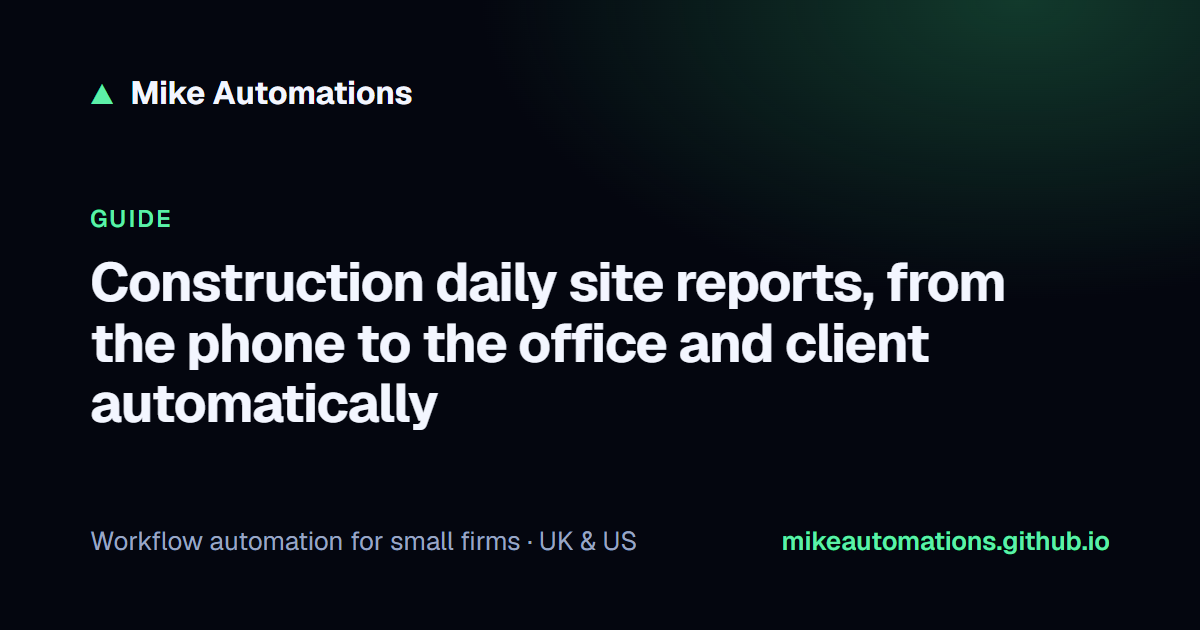 Mike Automations
GUIDE
Construction daily site reports, from
the phone to the office and client
automatically
Workflow automation for small firms · UK & US
mikeautomations.github.io